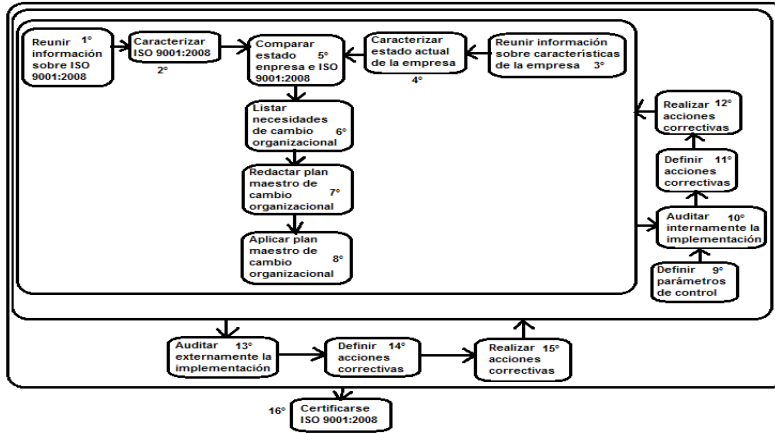 Reunir 1°
información
sobre ISO
9001:2008
Caracterizar
ISO 9001:2008
2°
Comparar
estado 5°
enpresa e ISO
9001:2008
Caracterizar
estado actual
de la empresa
4°
Reunir información
sobre características
de la empresa 3°
Listar
necesidades
de cambio 6°
organizacional
Redactar plan
maestro de
cambio 7°
organizacional
Aplicar plan
maestro de
cambio 8°
organizacional
Realizar 12°
acciones
correctivas
Definir 11°
acciones
correctivas
Auditar 10°
internamente la
implementación
Definir 9°
parámetros
de control
Auditar 13°
externamente la
implementación
Definir 14°
acciones
correctivas
Realizar 15°
acciones
correctivas
16°
Certificarse
ISO 9001:2008